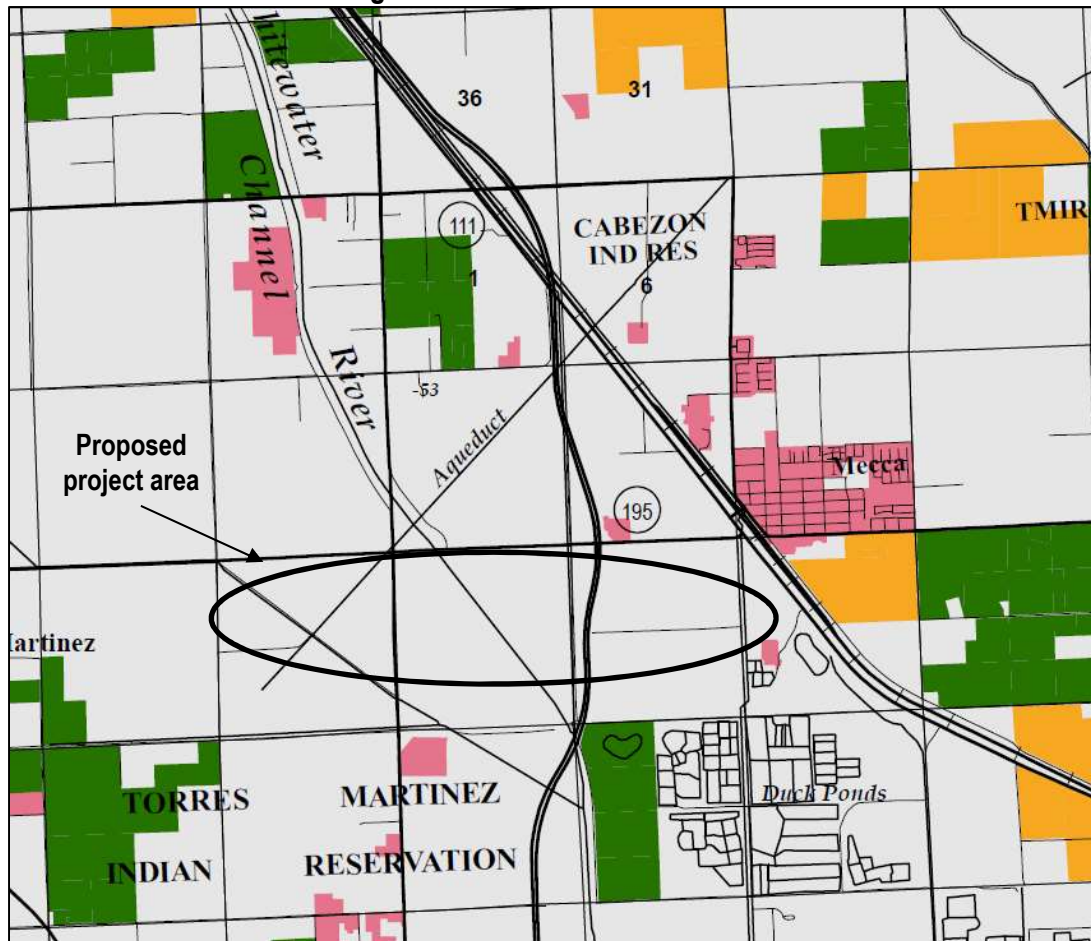 hitewater
Channel
River
36
31
111
CABEZON
IND RES
1
6
TMIR
-53
Aqueduct
Proposed
project area
195
Mecca
artinez
TORRES
MARTINEZ
INDIAN
RESERVATION
Duck Ponds